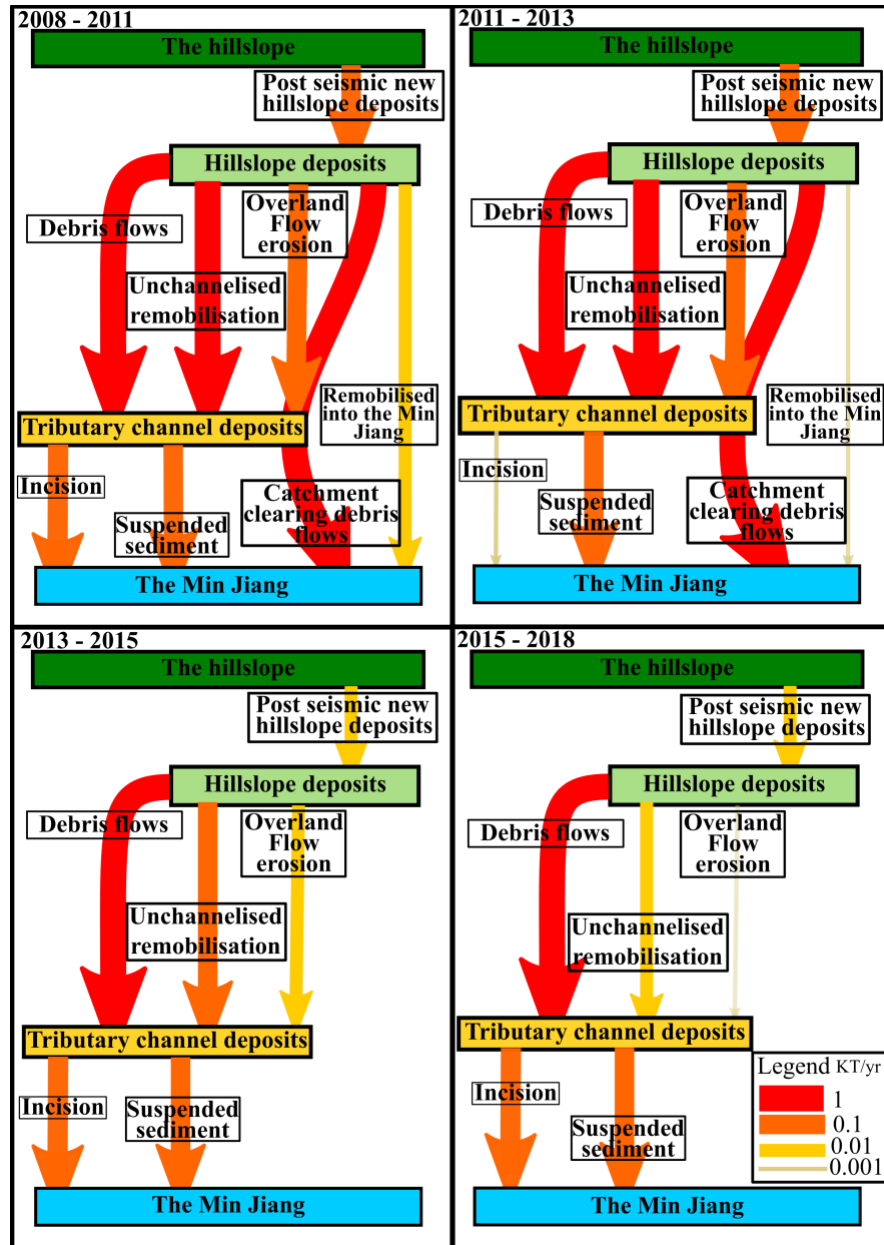 2008 - 2011
The hillslope
Post seismic new
hillslope deposits
Hillslope deposits
Debris flows
Overland
Flow
erosion
Unchannelised
remobilisation
Remobilised
into the Min
Jiang
Tributary channel deposits
Incision
Suspended
sediment
Catchment
clearing debris
flows
The Min Jiang
2011 - 2013
The hillslope
Post seismic new
hillslope deposits
Hillslope deposits
Debris flows
Overland
Flow
erosion
Unchannelised
remobilisation
Remobilised
into the Min
Jiang
Tributary channel deposits
Incision
Suspended
sediment
Catchment
clearing debris
flows
The Min Jiang
2013 - 2015
The hillslope
Post seismic new
hillslope deposits
Hillslope deposits
Debris flows
Overland
Flow
erosion
Unchannelised
remobilisation
Tributary channel deposits
Incision
Suspended
sediment
The Min Jiang
2015 - 2018
The hillslope
Post seismic new
hillslope deposits
Hillslope deposits
Debris flows
Overland
Flow
erosion
Unchannelised
remobilisation
Tributary channel deposits
Incision
Suspended
sediment
The Min Jiang
Legend KT/yr
1
0.1
0.01
0.001